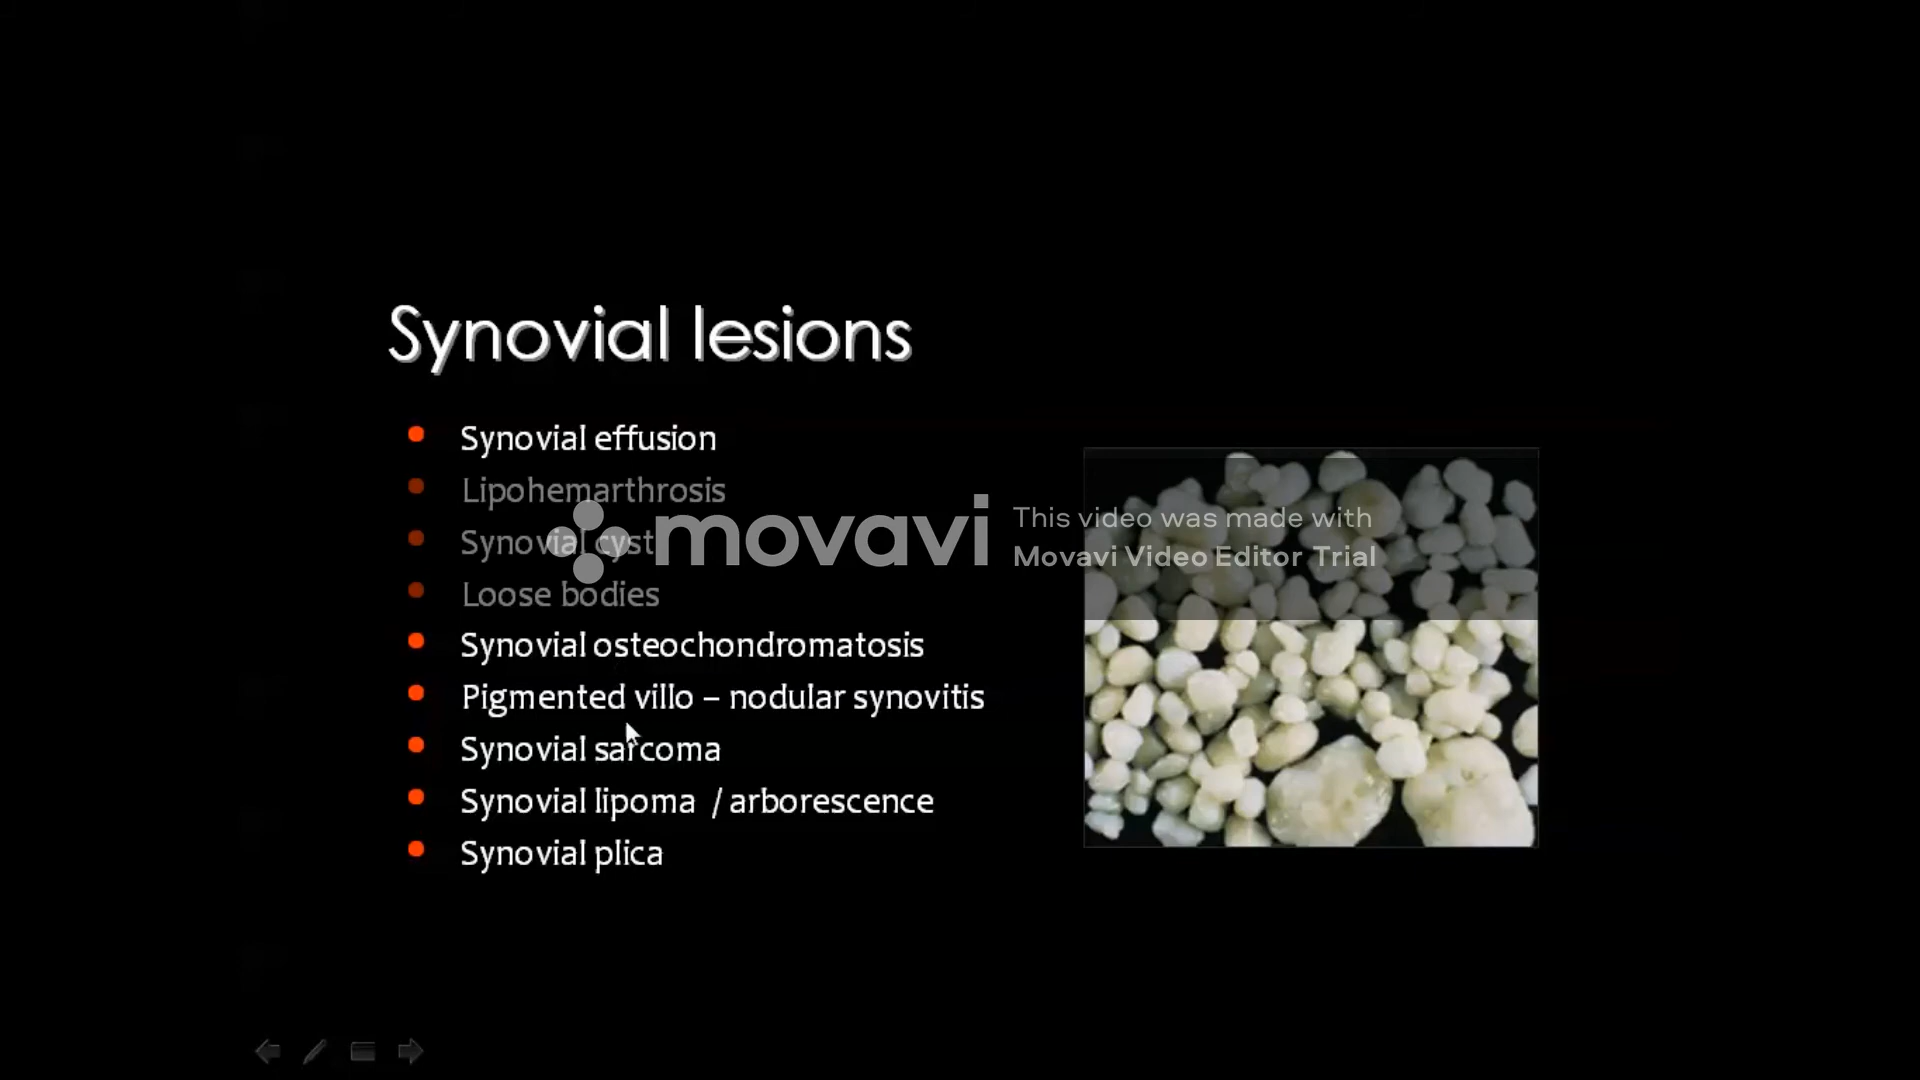 Synovial lesions
Synovial effusion
Lipohemarthrosis
Synovial cyst
Loose bodies
Synovial osteochondromatosis
Pigmented villo – nodular synovitis
Synovial sarcoma
Synovial lipoma / arborescence
Synovial plica
movavi
This video was made with
Movavi Video Editor Trial